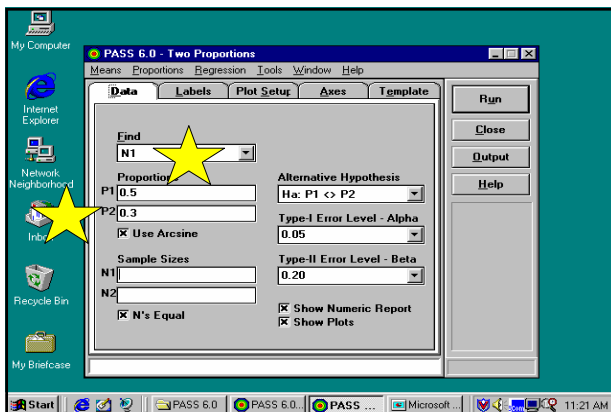 My Computer
Internet
Explorer
Network
Neighborhood
Inbox
Recycle Bin
My Briefcase
PASS 6.0 - Two Proportions
Means Proportions Regression Tools Window Help
Data Labels Plot Setup Axes Template
Find
N1
Proportions
P1 0.5
P2 0.3
Use Arcsine
Sample Sizes
N1
N2
N's Equal
Alternative Hypothesis
Ha: P1 <> P2
Type-I Error Level - Alpha
0.05
Type-II Error Level - Beta
0.20
Show Numeric Report
Show Plots
Run
Close
Output
Help
Start PASS 6.0 PASS 6.0... PASS ... Microsoft ... 11:21 AM